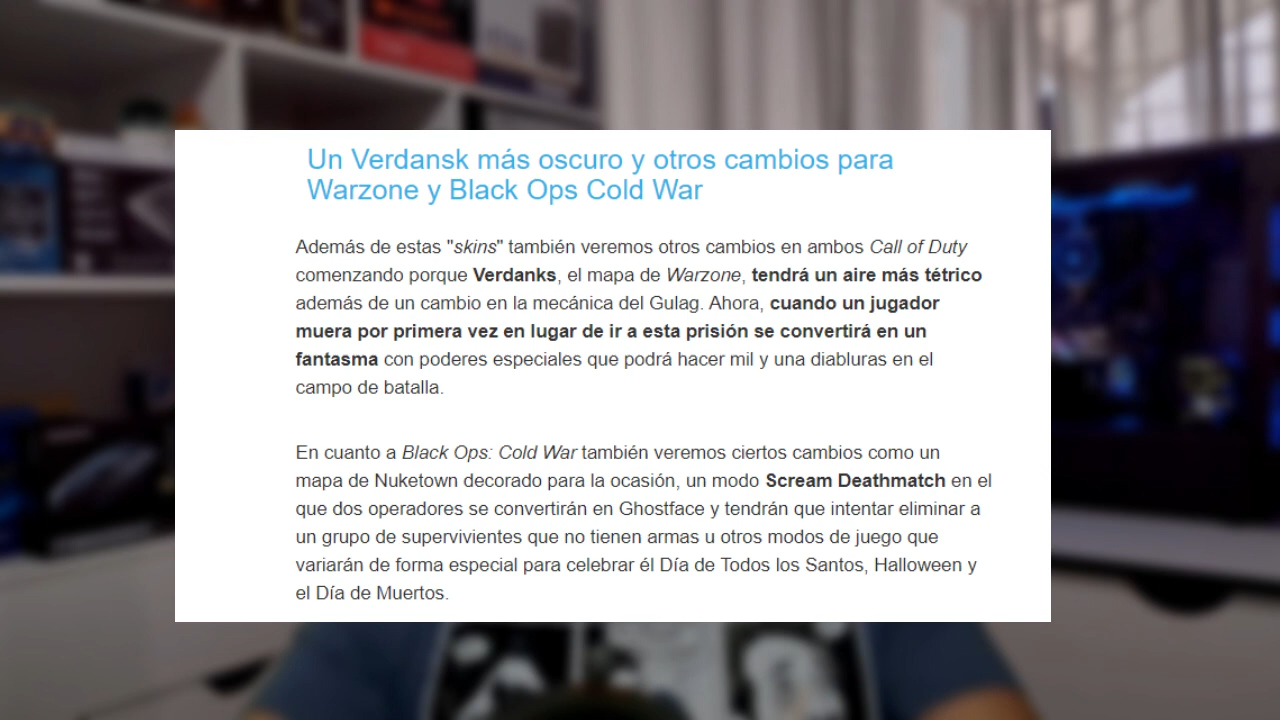 Un Verdansk más oscuro y otros cambios para
Warzone y Black Ops Cold War
Además de estas "skins" también veremos otros cambios en ambos Call of Duty
comenzando porque Verdanks, el mapa de Warzone, tendrá un aire más tétrico
además de un cambio en la mecánica del Gulag. Ahora, cuando un jugador
muera por primera vez en lugar de ir a esta prisión se convertirá en un
fantasma con poderes especiales que podrá hacer mil y una diabluras en el
campo de batalla.
En cuanto a Black Ops: Cold War también veremos ciertos cambios como un
mapa de Nuketown decorado para la ocasión, un modo Scream Deathmatch en el
que dos operadores se convertirán en Ghostface y tendrán que intentar eliminar a
un grupo de supervivientes que no tienen armas u otros modos de juego que
variarán de forma especial para celebrar él Día de Todos los Santos, Halloween y
el Día de Muertos.